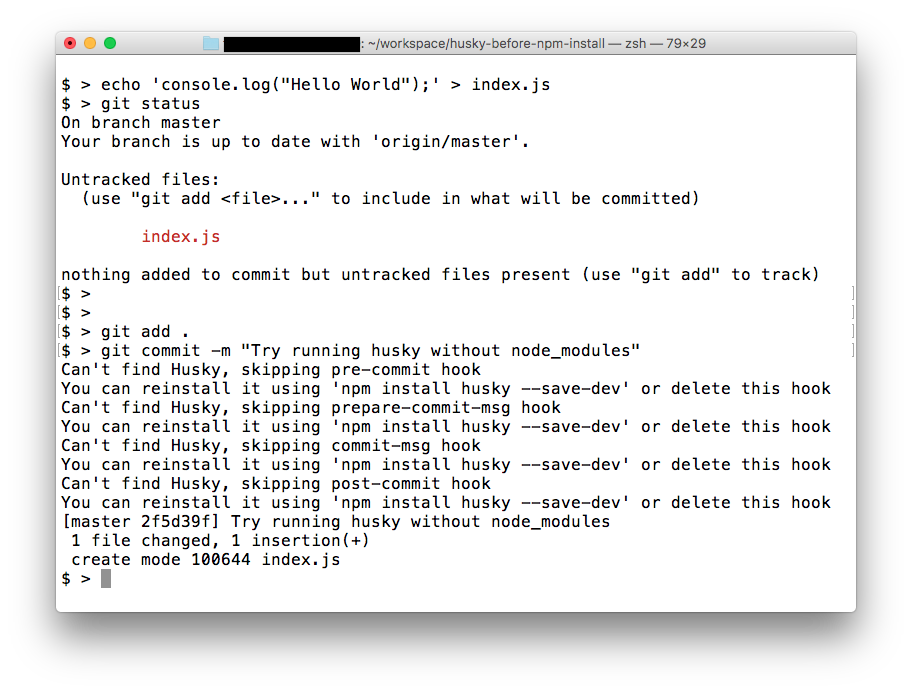 : ~/workspace/husky-before-npm-install — zsh — 79×29
$ > echo 'console.log("Hello World");' > index.js
$ > git status
On branch master
Your branch is up to date with 'origin/master'.
Untracked files:
  (use "git add <file>..." to include in what will be committed)
        index.js
nothing added to commit but untracked files present (use "git add" to track)
[$ > ]
[$ > ]
[$ > git add . ]
[$ > git commit -m "Try running husky without node_modules" ]
Can't find Husky, skipping pre-commit hook
You can reinstall it using 'npm install husky --save-dev' or delete this hook
Can't find Husky, skipping prepare-commit-msg hook
You can reinstall it using 'npm install husky --save-dev' or delete this hook
Can't find Husky, skipping commit-msg hook
You can reinstall it using 'npm install husky --save-dev' or delete this hook
Can't find Husky, skipping post-commit hook
You can reinstall it using 'npm install husky --save-dev' or delete this hook
[master 2f5d39f] Try running husky without node_modules
 1 file changed, 1 insertion(+)
 create mode 100644 index.js
$ >